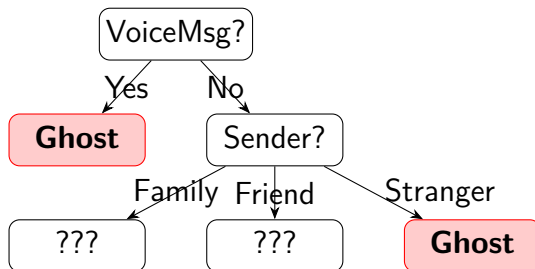 VoiceMsg?
Yes No
Ghost Sender?
Family Friend Stranger
??? ??? Ghost